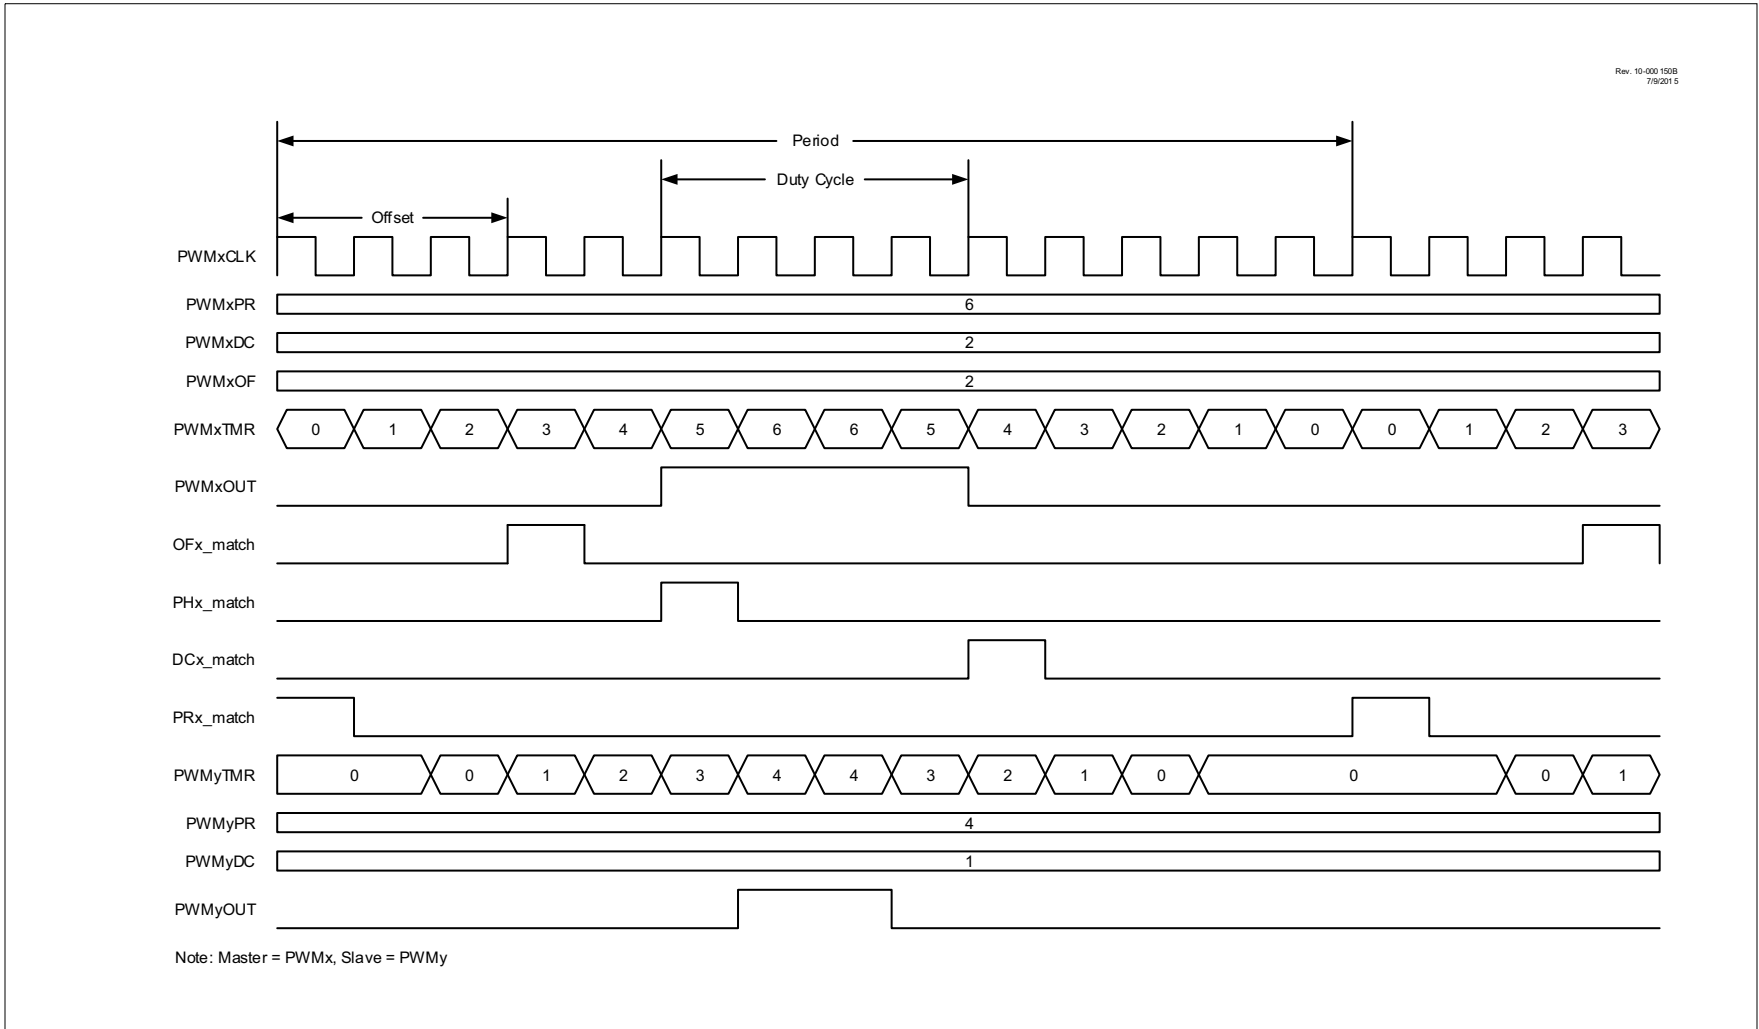 Rev. 10-000 150B
7/9/201 5
Period
Duty Cycle
Offset
PWMxCLK
PWMxPR 6
PWMxDC 2
PWMxOF 2
PWMxTMR 0 1 2 3 4 5 6 6 5 4 3 2 1 0 0 1 2 3
PWMxOUT
OFx_match
PHx_match
DCx_match
PRx_match
PWMyTMR 0 0 1 2 3 4 4 3 2 1 0 0 0 1
PWMyPR 4
PWMyDC 1
PWMyOUT
Note: Master = PWMx, Slave = PWMy